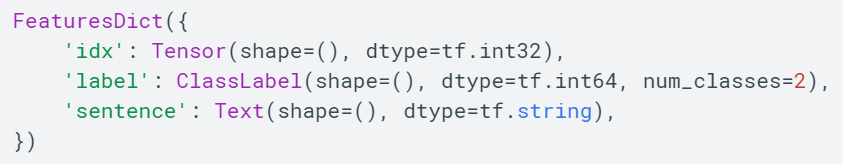 FeaturesDict({
    'idx': Tensor(shape=(), dtype=tf.int32),
    'label': ClassLabel(shape=(), dtype=tf.int64, num_classes=2),
    'sentence': Text(shape=(), dtype=tf.string),
})